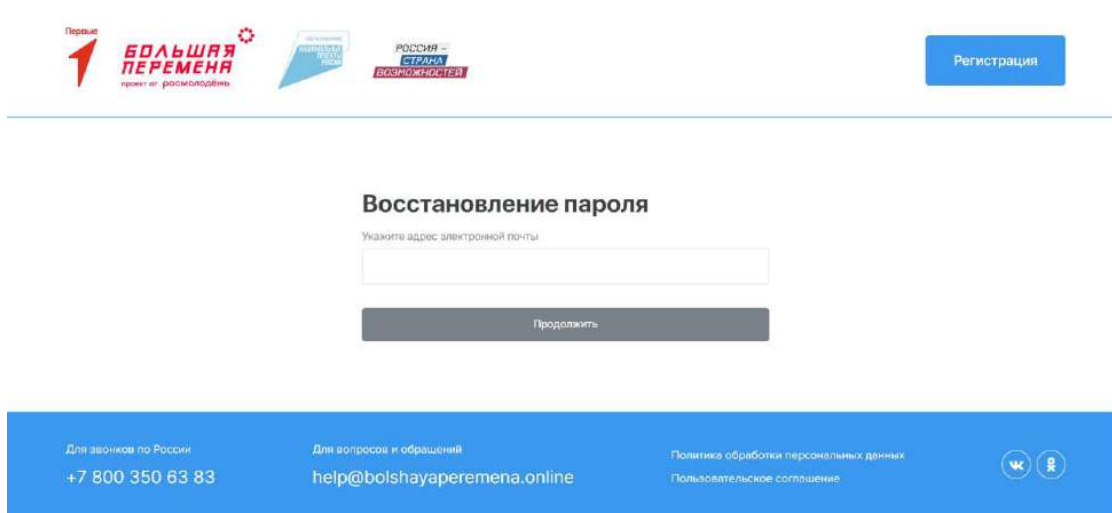 Первые
БОЛЬШАЯ
ПЕРЕМЕНА
проект от росмолодёжь
РОССИЯ –
СТРАНА
ВОЗМОЖНОСТЕЙ
Регистрация
Восстановление пароля
Укажите адрес электронной почты
Продолжить
Для звонков по России
+7 800 350 63 83
Для вопросов и обращений
help@bolshayaperemena.online
Политика обработки персональных данных
Пользовательское соглашение